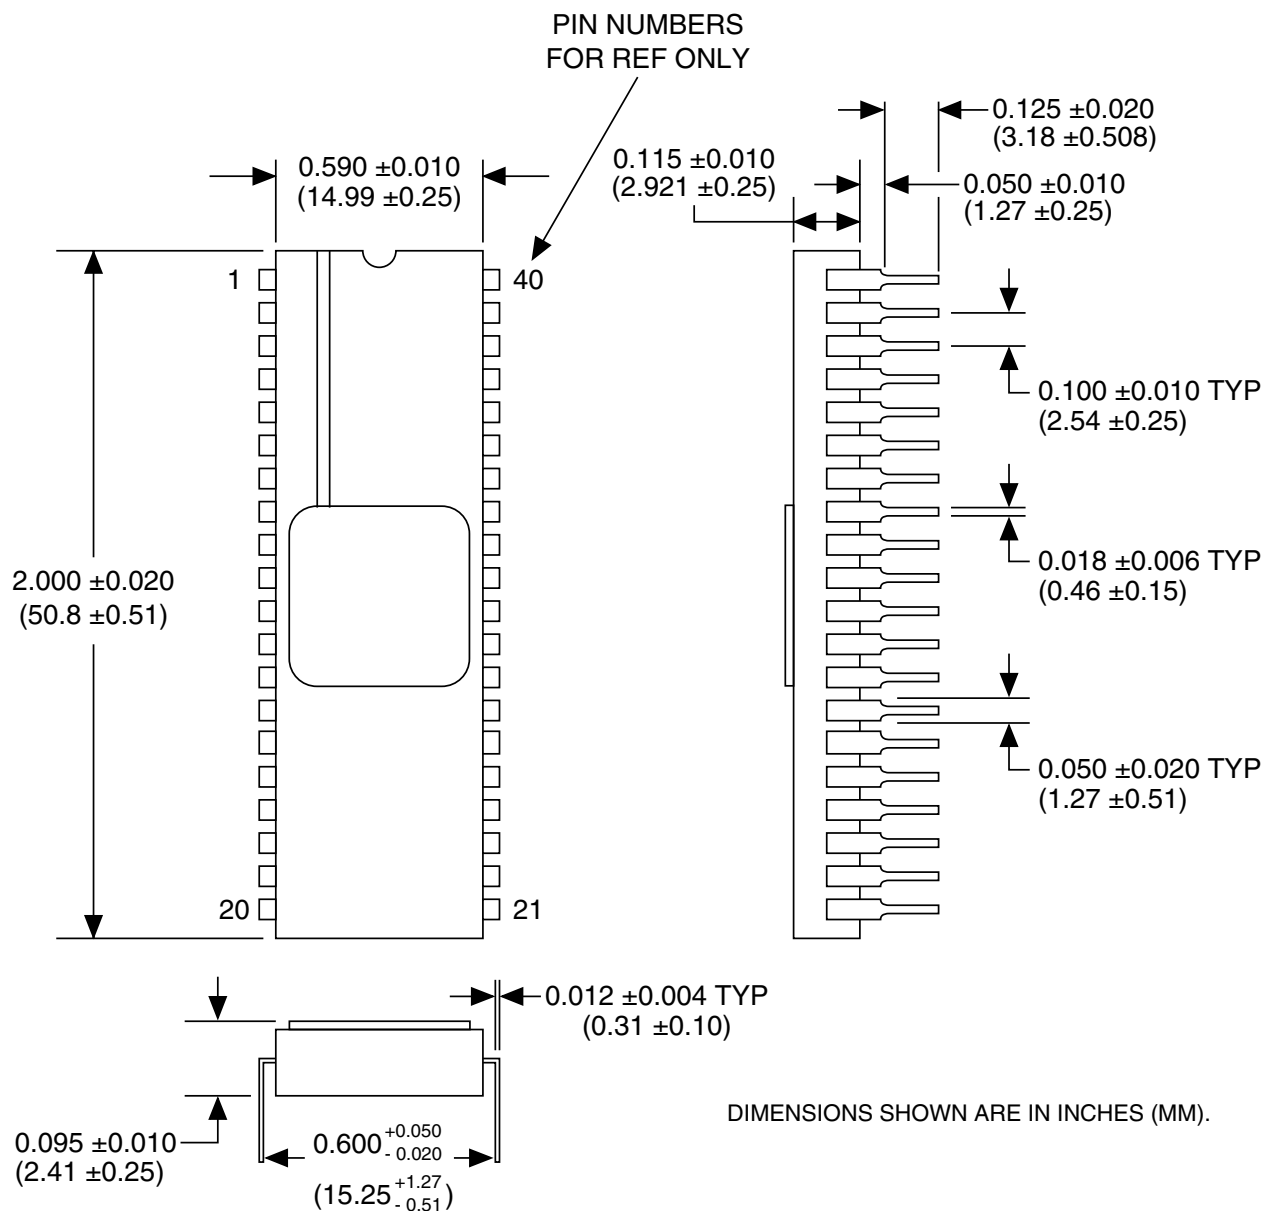 PIN NUMBERS
FOR REF ONLY
0.125 ±0.020
(3.18 ±0.508)
0.590 ±0.010
(14.99 ±0.25)
0.115 ±0.010
(2.921 ±0.25)
0.050 ±0.010
(1.27 ±0.25)
1
40
0.100 ±0.010 TYP
(2.54 ±0.25)
2.000 ±0.020
(50.8 ±0.51)
0.018 ±0.006 TYP
(0.46 ±0.15)
0.050 ±0.020 TYP
(1.27 ±0.51)
20
21
0.012 ±0.004 TYP
(0.31 ±0.10)
DIMENSIONS SHOWN ARE IN INCHES (MM).
0.095 ±0.010
(2.41 ±0.25)
0.600 +0.050 - 0.020
(15.25 +1.27 - 0.51)